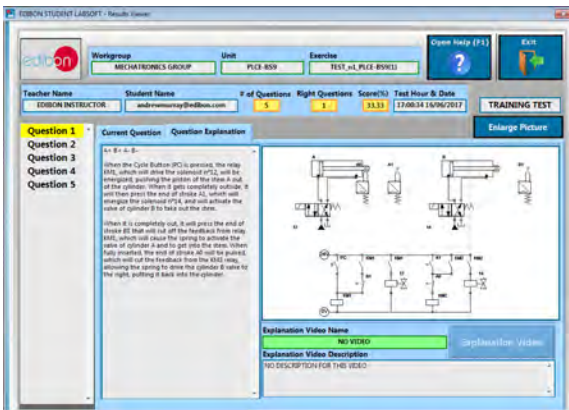 EDIBON STUDENT LABSOFT - Results Viewer
edibon
Workgroup
Unit
Exercise
MECHATRONICS GROUP
PLCE-BS9
TEST_n1_PLCE-BS9(1)
Open Help (F1)
Exit
Teacher Name
Student Name
# of Questions
Right Questions
Score(%)
Test Hour & Date
EDIBON INSTRUCTOR
andrewmurray@edibon.com
5
1
33.33
17:00:34 16/06/2017
TRAINING TEST
Question 1
Question 2
Question 3
Question 4
Question 5
Current Question
Question Explanation
Enlarge Picture
A+ B+ A- B-
When the Cycle Button (PC) is pressed, the relay
KM1, which will drive the solenoid nº12, will be
energized, pushing the piston of the stem A out
of the cylinder. When it gets completely outside, it
will then press the end of stroke A1, which will
energize the solenoid nº14, and will activate the
valve of cylinder B to take out the stem.
When it is completely out, it will press the end of
stroke B1 that will cut off the feedback from relay
KM1, which will cause the spring to activate the
valve of cylinder A and to get into the stem. When
fully inserted, the end of stroke A0 will be pulsed,
which will cut the feedback from the KM2 relay,
allowing the spring to drive the cylinder B valve to
the right, putting it back into the cylinder.
Explanation Video Name
NO VIDEO
Explanation Video
Explanation Video Description
NO DESCRIPTION FOR THIS VIDEO